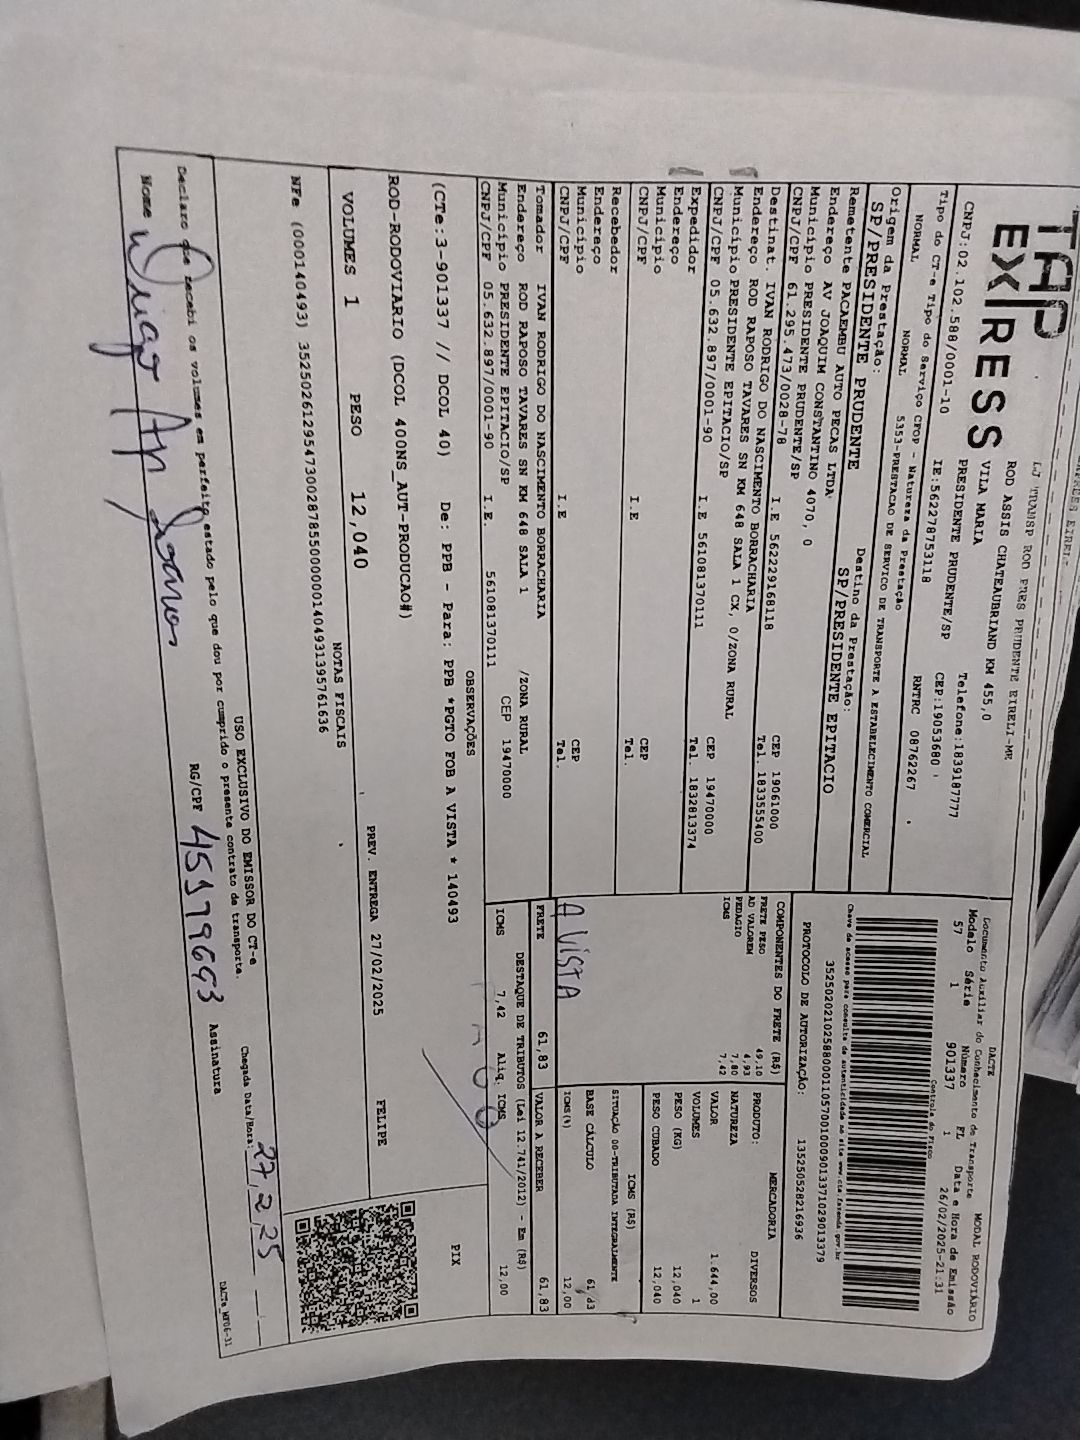 TAP
EX/RESS
LJ TRANSP ROD PRES PRUDENTE EIRELI-ME
ROD ASSIS CHATEAUBRIAND KM 455,0
VILA MARIA
PRESIDENTE PRUDENTE/SP CEP:19053680
CNPJ:02.102.588/0001-10 IE:562278753118 Telefone:1839187777
Tipo do CT-e Tipo do Serviço CFOP - Natureza da Prestação RNTRC 08762267
NORMAL NORMAL 5353-PRESTACAO DE SERVICO DE TRANSPORTE A ESTABELECIMENTO COMERCIAL
Origem da Prestação: Destino da Prestação:
SP/PRESIDENTE PRUDENTE SP/PRESIDENTE EPITACIO
Remetente PACAEMBU AUTO PECAS LTDA
Endereço AV JOAQUIM CONSTANTINO 4070, 0
Município PRESIDENTE PRUDENTE/SP CEP 19061000
CNPJ/CPF 61.295.473/0028-78 I.E 562229168118 Tel. 1833555400
Destinat. IVAN RODRIGO DO NASCIMENTO BORRACHARIA
Endereço ROD RAPOSO TAVARES SN KM 648 SALA 1 CX, 0/ZONA RURAL
Município PRESIDENTE EPITACIO/SP CEP 19470000
CNPJ/CPF 05.632.897/0001-90 I.E 561081370111 Tel. 1832813374
Expedidor
Endereço
Município CEP
CNPJ/CPF I.E Tel.
Recebedor
Endereço
Município CEP
CNPJ/CPF I.E Tel.
Tomador IVAN RODRIGO DO NASCIMENTO BORRACHARIA
Endereço ROD RAPOSO TAVARES SN KM 648 SALA 1 /ZONA RURAL
Município PRESIDENTE EPITACIO/SP CEP 19470000
CNPJ/CPF 05.632.897/0001-90 I.E. 561081370111
DACTE MODAL RODOVIÁRIO
Documento Auxiliar do Conhecimento de Transporte
Modelo Série Número FL Data e Hora de Emissão
57 1 901337 1 26/02/2025-21:31
Controle do Fisco
Chave de acesso para consulta de autenticidade no site www.cte.fazenda.gov.br
35250202102588000110570010009013371029013379
PROTOCOLO DE AUTORIZAÇÃO: 135250528216936
COMPONENTES DO FRETE (R$)
FRETE PESO 49,10
AD VALOREM 4,93
PEDAGIO 7,80
ICMS 7,42
A VISTA
MERCADORIA
PRODUTO: DIVERSOS
NATUREZA
VALOR 1.644,00
VOLUMES 1
PESO (KG) 12,040
PESO CUBADO 12,040
ICMS (R$)
SITUAÇÃO 00-TRIBUTADA INTEGRALMENTE
BASE CÁLCULO 61,83
ICMS(%) 12,00
FRETE 61,83 VALOR A RECEBER 61,83
DESTAQUE DE TRIBUTOS (Lei 12.741/2012) - Em (R$)
ICMS 7,42 Aliq. ICMS 12,00
OBSERVAÇÕES
(CTe:3-901337 // DCOL 40) De: PPB - Para: PPB *PGTO FOB A VISTA * 140493
PIX
ROD-RODOVIARIO (DCOL 400NS_AUT-PRODUCAO#)
PREV. ENTREGA 27/02/2025 FELIPE
VOLUMES 1 PESO 12,040
NOTAS FISCAIS
NFe (000140493) 35250261295473002878550000001404931395761636
USO EXCLUSIVO DO EMISSOR DO CT-e
Declaro que recebi os volumes em perfeito estado pelo que dou por cumprido o presente contrato de transporte. Chegada Data/Hora: 27 2 25
Nome RG/CPF 45979693 Assinatura
DACTe MT06-31